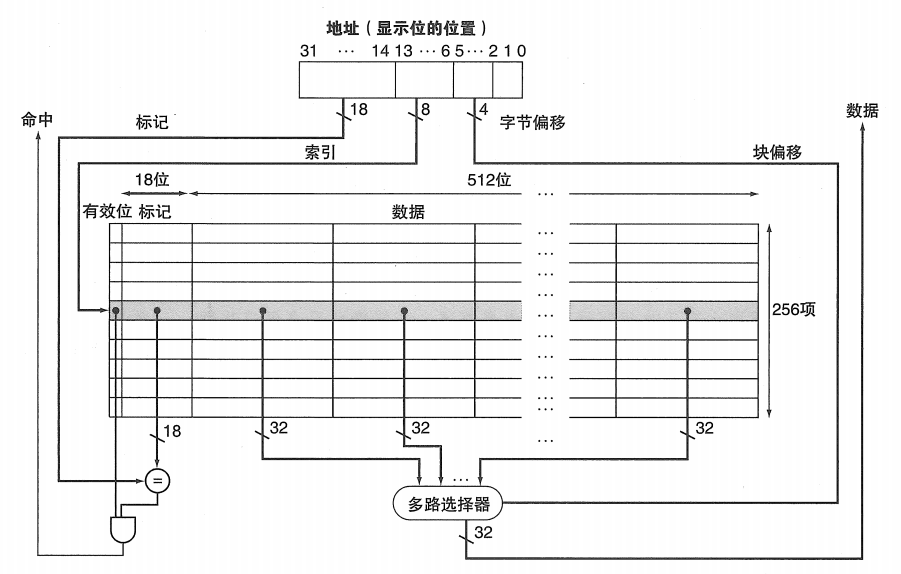 地址（显示位的位置）
31 ··· 14 13 ··· 6 5··· 2 1 0
18 8 4 字节偏移
命中 标记 数据
索引 块偏移
18位 512位 ···
有效位 标记 数据
···
···
···
···
··· 256项
···
···
···
···
···
18 32 32 ··· 32
···
=
多路选择器
32